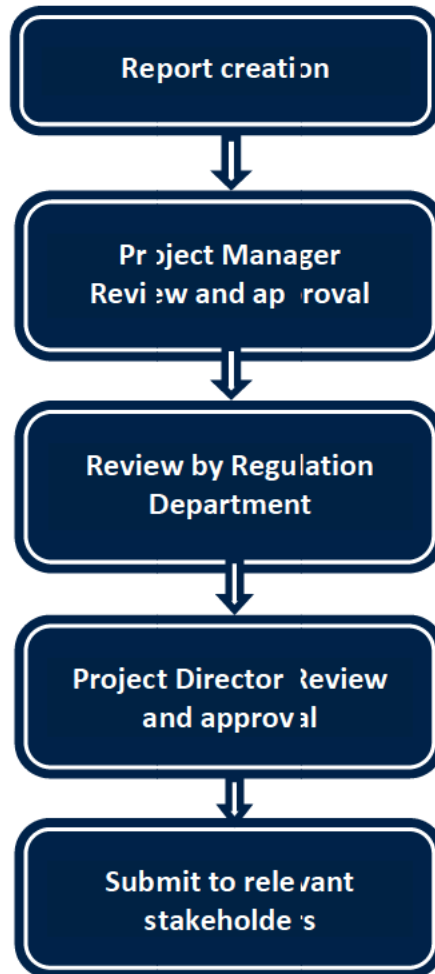 Report creation
Project Manager
Review and approval
Review by Regulation
Department
Project Director Review
and approval
Submit to relevant
stakeholders